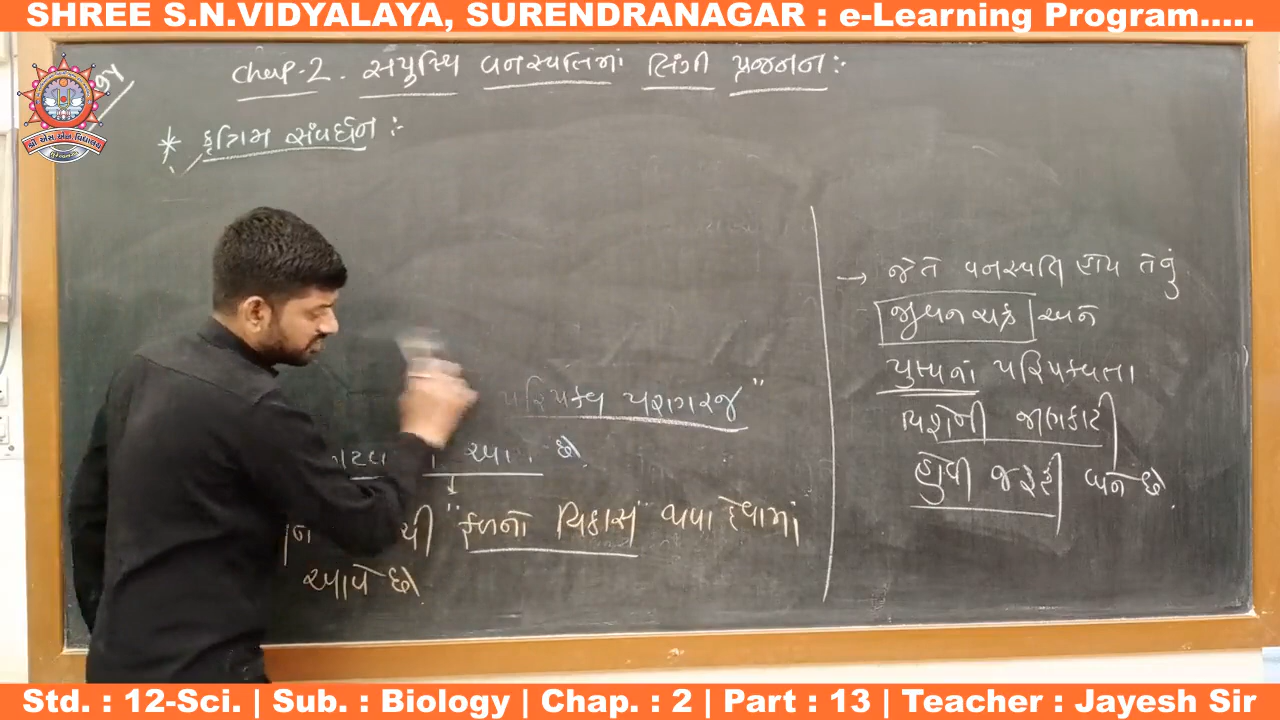 SHREE S.N.VIDYALAYA, SURENDRANAGAR : e-Learning Program.....
chep-2. સપુષ્પિ વનસ્પતિમાં લિંગી પ્રજનન :-
* કૃત્રિમ સંવર્ધન :-
→ જે તે વનસ્પતિ હોય તેનું
જીવનચક્ર અને
પુષ્પનાં પરિપક્વતા
વિશેની જાણકારી
હોવી જરૂરી બને છે.
પરિપક્વ પરાગરજ"
છે.
"ફળનો વિકાસ" થવા દેવામાં
આવે છે.
Std. : 12-Sci. | Sub. : Biology | Chap. : 2 | Part : 13 | Teacher : Jayesh Sir